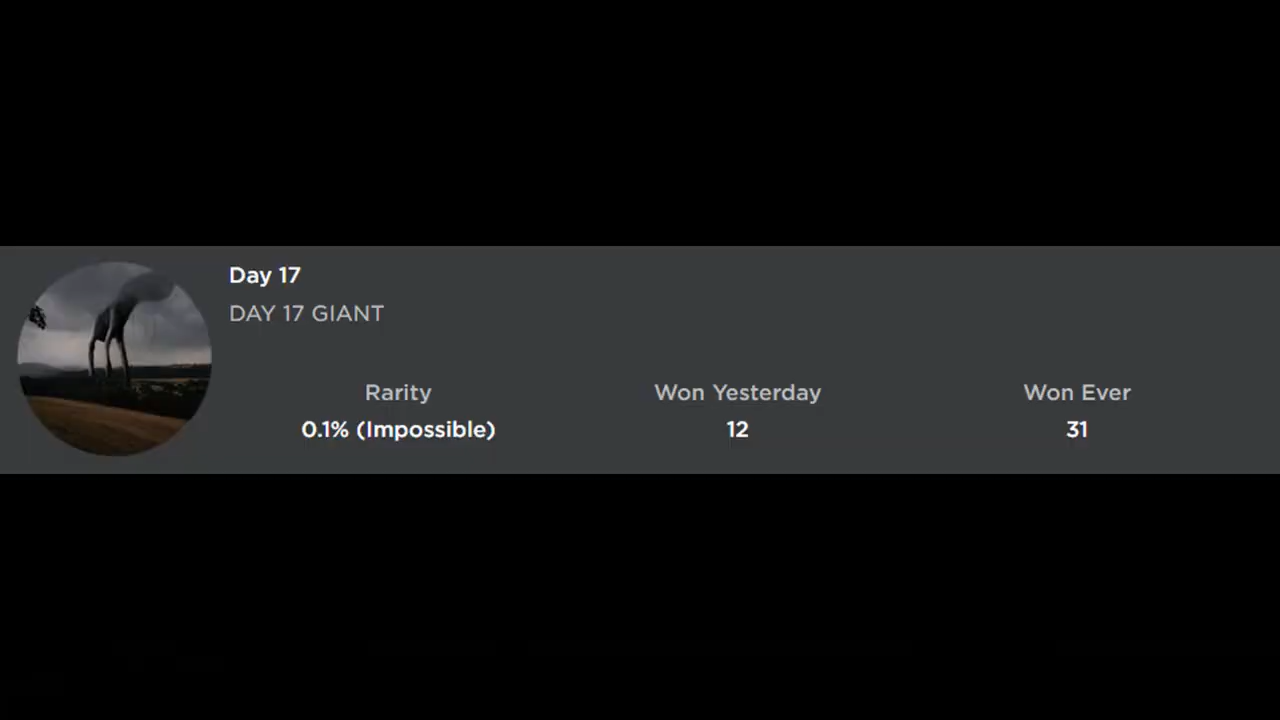 Day 17
DAY 17 GIANT
Rarity Won Yesterday Won Ever
0.1% (Impossible) 12 31